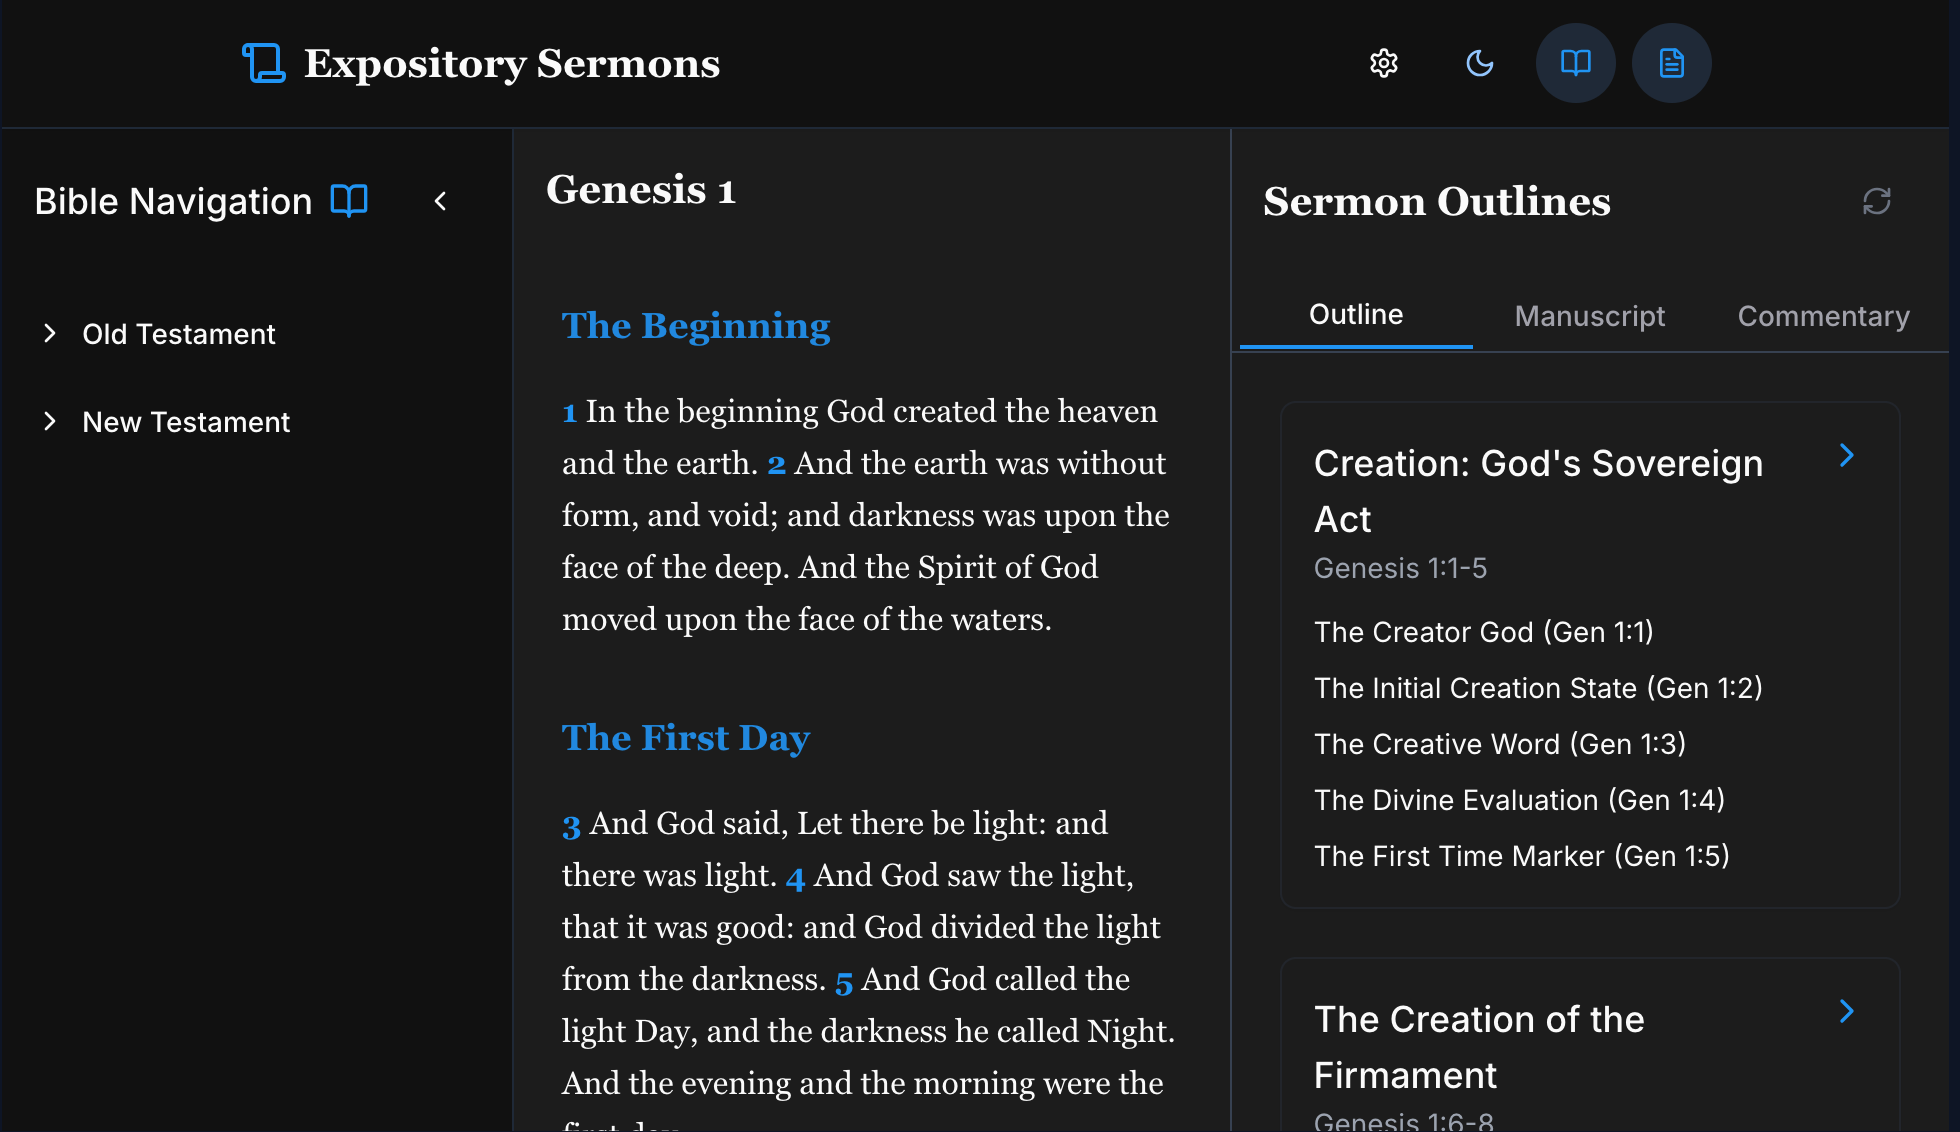 Expository Sermons
Bible Navigation
Old Testament
New Testament
Genesis 1
The Beginning
1 In the beginning God created the heaven
and the earth. 2 And the earth was without
form, and void; and darkness was upon the
face of the deep. And the Spirit of God
moved upon the face of the waters.
The First Day
3 And God said, Let there be light: and
there was light. 4 And God saw the light,
that it was good: and God divided the light
from the darkness. 5 And God called the
light Day, and the darkness he called Night.
And the evening and the morning were the
first day.
Sermon Outlines
Outline
Manuscript
Commentary
Creation: God's Sovereign
Act
Genesis 1:1-5
The Creator God (Gen 1:1)
The Initial Creation State (Gen 1:2)
The Creative Word (Gen 1:3)
The Divine Evaluation (Gen 1:4)
The First Time Marker (Gen 1:5)
The Creation of the
Firmament
Genesis 1:6-8